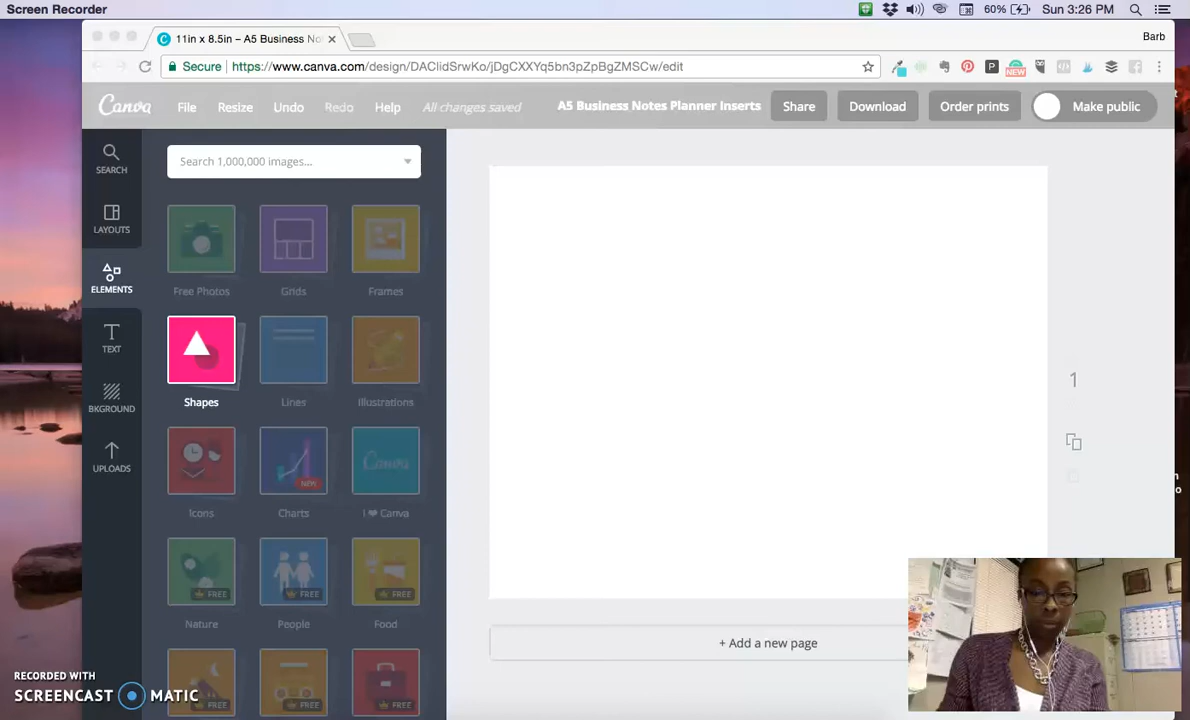 Screen Recorder
60%
Sun 3:26 PM
11in x 8.5in – A5 Business No
Barb
Secure
https://www.canva.com/design/DAClidSrwKo/jDgCXXYq5bn3pZpBgZMSCw/edit
NEW
Canva
File
Resize
Undo
Redo
Help
All changes saved
A5 Business Notes Planner Inserts
Share
Download
Order prints
Make public
SEARCH
LAYOUTS
ELEMENTS
TEXT
BKGROUND
UPLOADS
Search 1,000,000 images...
Free Photos
Grids
Frames
Shapes
Lines
Illustrations
NEW
Canva
Icons
Charts
I ❤ Canva
FREE
FREE
FREE
Nature
People
Food
FREE
FREE
FREE
1
+ Add a new page
RECORDED WITH
SCREENCAST MATIC